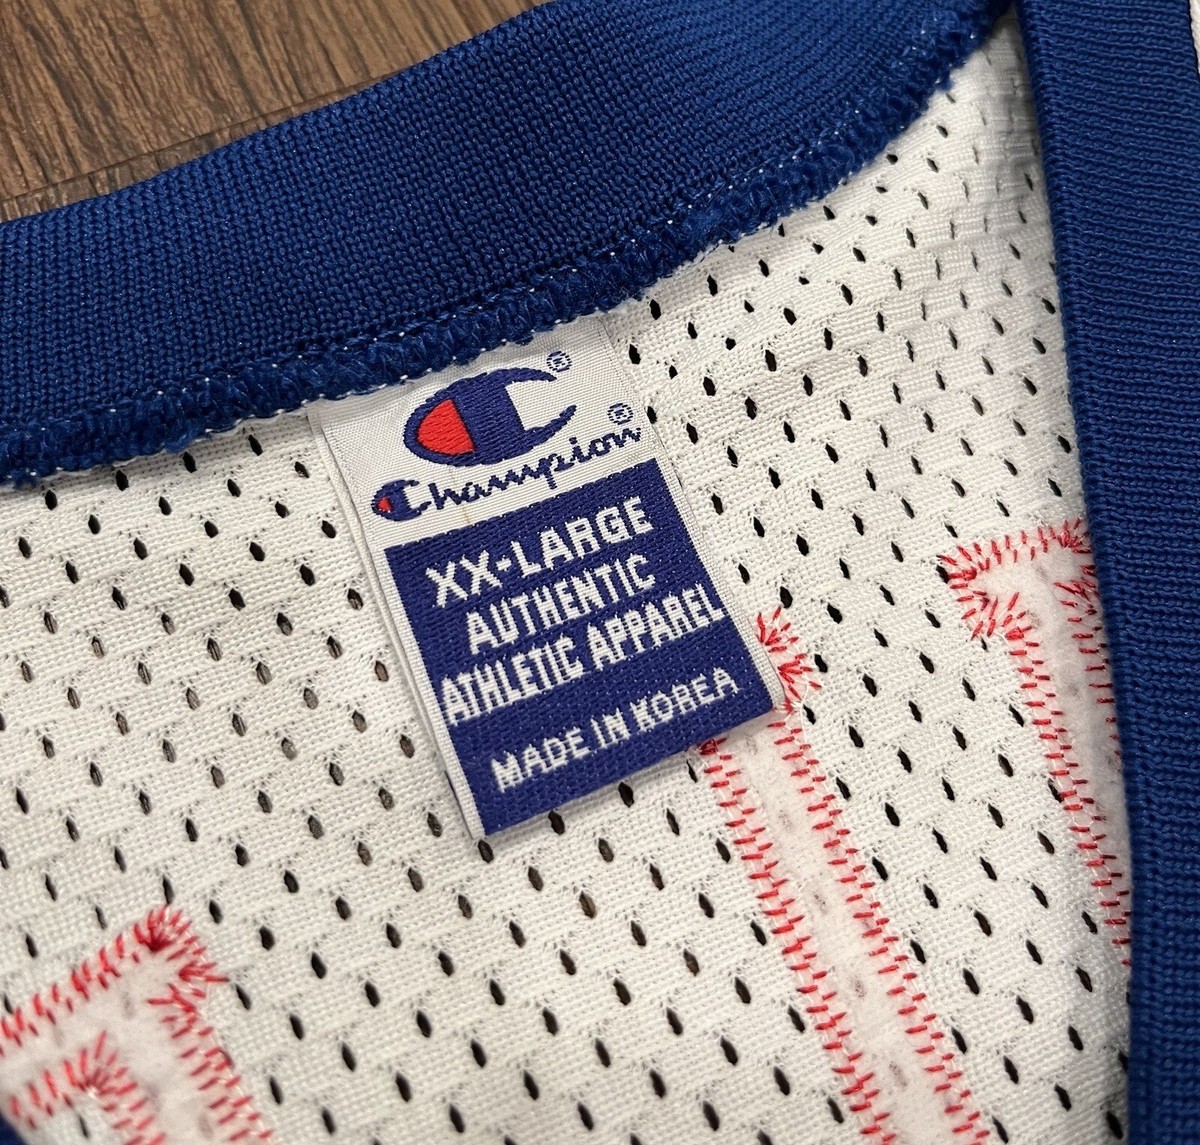 ®
Champion®
XX-LARGE
AUTHENTIC
ATHLETIC APPAREL
MADE IN KOREA